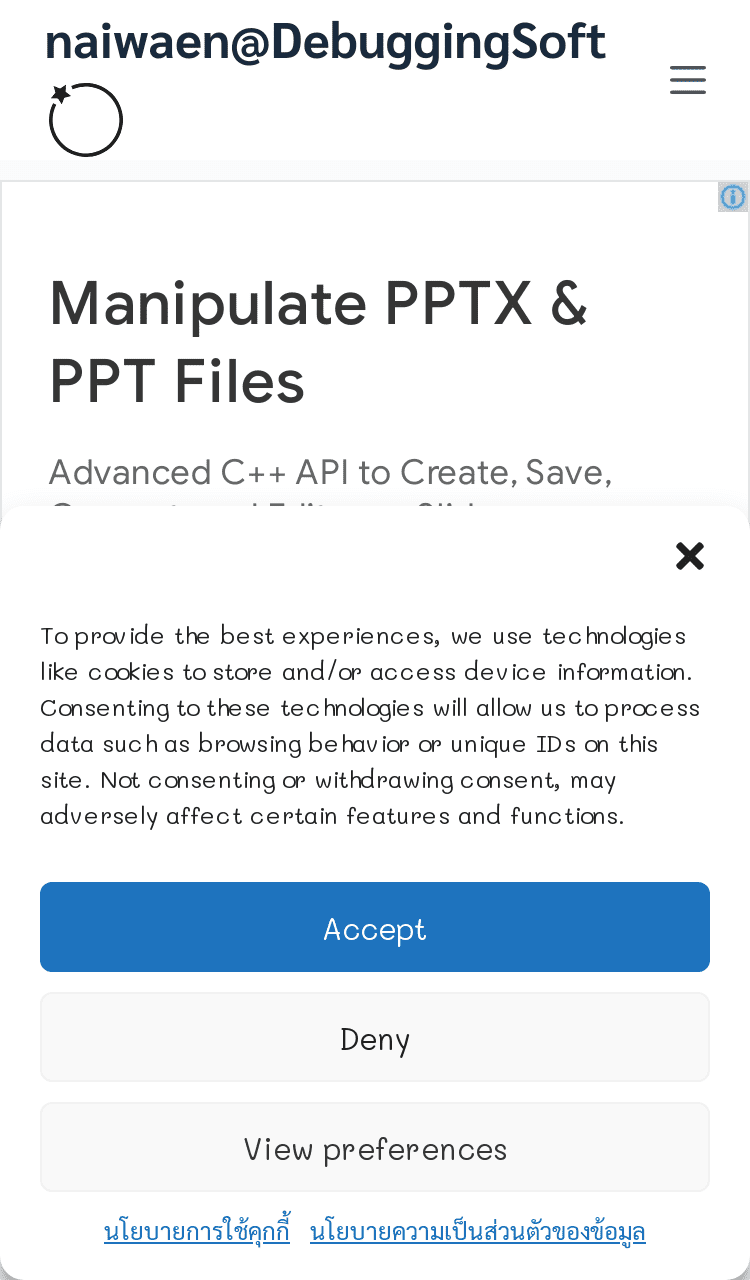 naiwaen@DebuggingSoft
Manipulate PPTX &
PPT Files
Advanced C++ API to Create, Save,
To provide the best experiences, we use technologies
like cookies to store and/or access device information.
Consenting to these technologies will allow us to process
data such as browsing behavior or unique IDs on this
site. Not consenting or withdrawing consent, may
adversely affect certain features and functions.
Accept
Deny
View preferences
นโยบายการใช้คุกกี้ นโยบายความเป็นส่วนตัวของข้อมูล